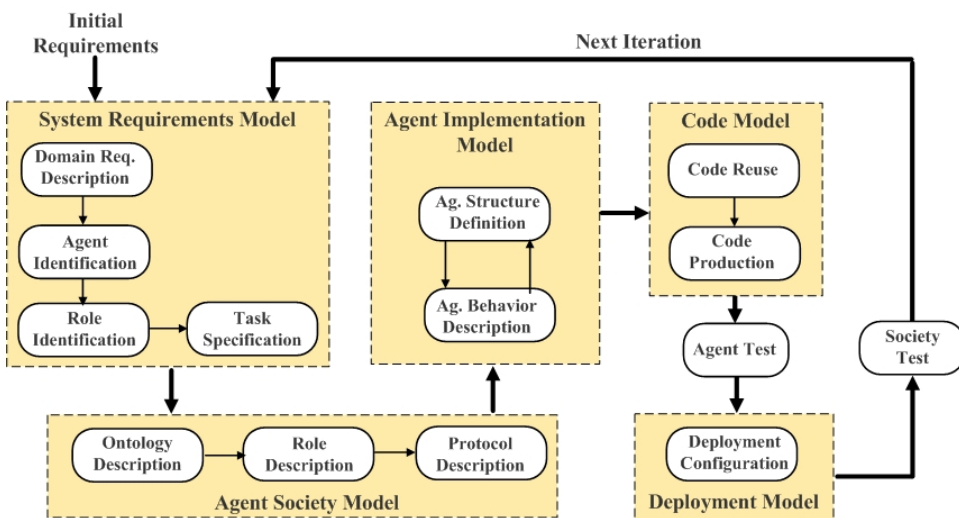 Initial
Requirements
Next Iteration
System Requirements Model
Domain Req.
Description
Agent
Identification
Role
Identification
Task
Specification
Ontology
Description
Role
Description
Protocol
Description
Agent Society Model
Agent Implementation
Model
Ag. Structure
Definition
Ag. Behavior
Description
Code Model
Code Reuse
Code
Production
Agent Test
Deployment
Configuration
Deployment Model
Society
Test